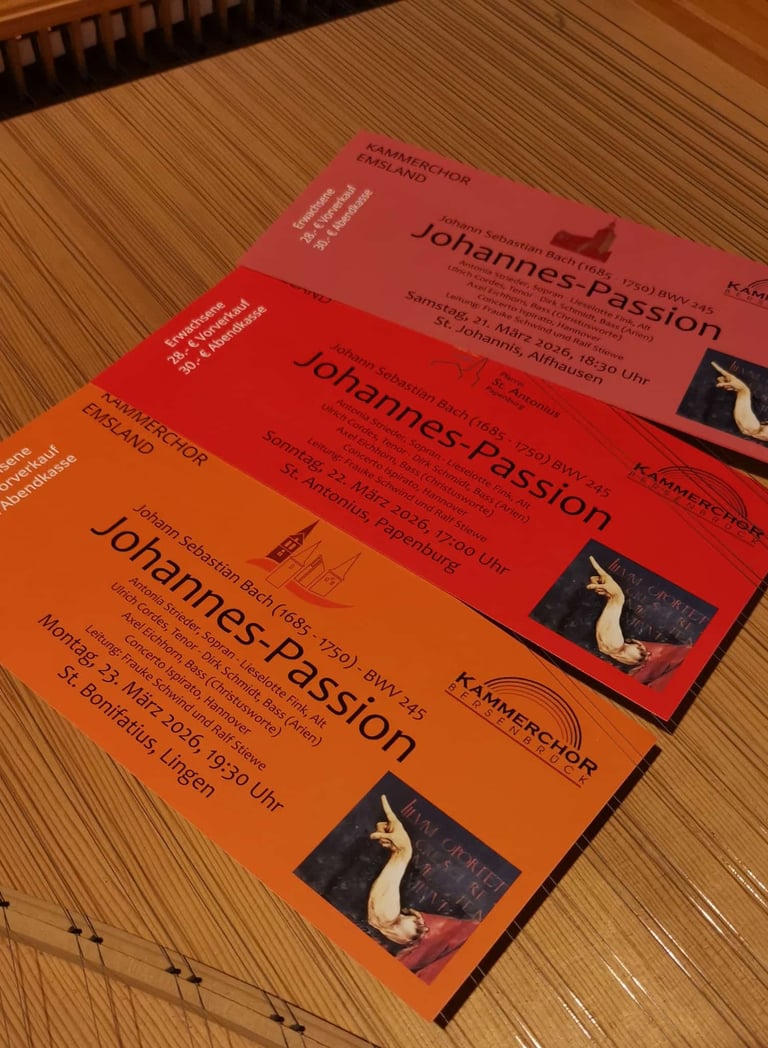 KAMMERCHOR
EMSLAND
Erwachsene
28,- € Vorverkauf
30,- € Abendkasse
Johann Sebastian Bach (1685 - 1750) BWV 245
Johannes-Passion
Antonia Strieder, Sopran - Lieselotte Fink, Alt
Ulrich Cordes, Tenor - Dirk Schmidt, Bass (Arien)
Axel Eichhorn, Bass (Christusworte)
Concerto Ispirato, Hannover
Leitung: Frauke Schwind und Ralf Stiewe
Samstag, 21. März 2026, 18:30 Uhr
St. Johannis, Alfhausen
EMSLAND
Erwachsene
28,- € Vorverkauf
30,- € Abendkasse
Pfarrei
St. Antonius
Papenburg
Johann Sebastian Bach (1685 - 1750) BWV 245
Johannes-Passion
Antonia Strieder, Sopran - Lieselotte Fink, Alt
Ulrich Cordes, Tenor - Dirk Schmidt, Bass (Arien)
Axel Eichhorn, Bass (Christusworte)
Concerto Ispirato, Hannover
Leitung: Frauke Schwind und Ralf Stiewe
Sonntag, 22. März 2026, 17:00 Uhr
St. Antonius, Papenburg
KAMMERCHOR
BERSENBRÜCK
KAMMERCHOR
EMSLAND
Abendkasse
Johann Sebastian Bach (1685 - 1750) - BWV 245
Johannes-Passion
Antonia Strieder, Sopran - Lieselotte Fink, Alt
Ulrich Cordes, Tenor - Dirk Schmidt, Bass (Arien)
Axel Eichhorn, Bass (Christusworte)
Concerto Ispirato, Hannover
Leitung: Frauke Schwind und Ralf Stiewe
Montag, 23. März 2026, 19:30 Uhr
St. Bonifatius, Lingen
KAMMERCHOR
BERSENBRÜCK
OPORTET